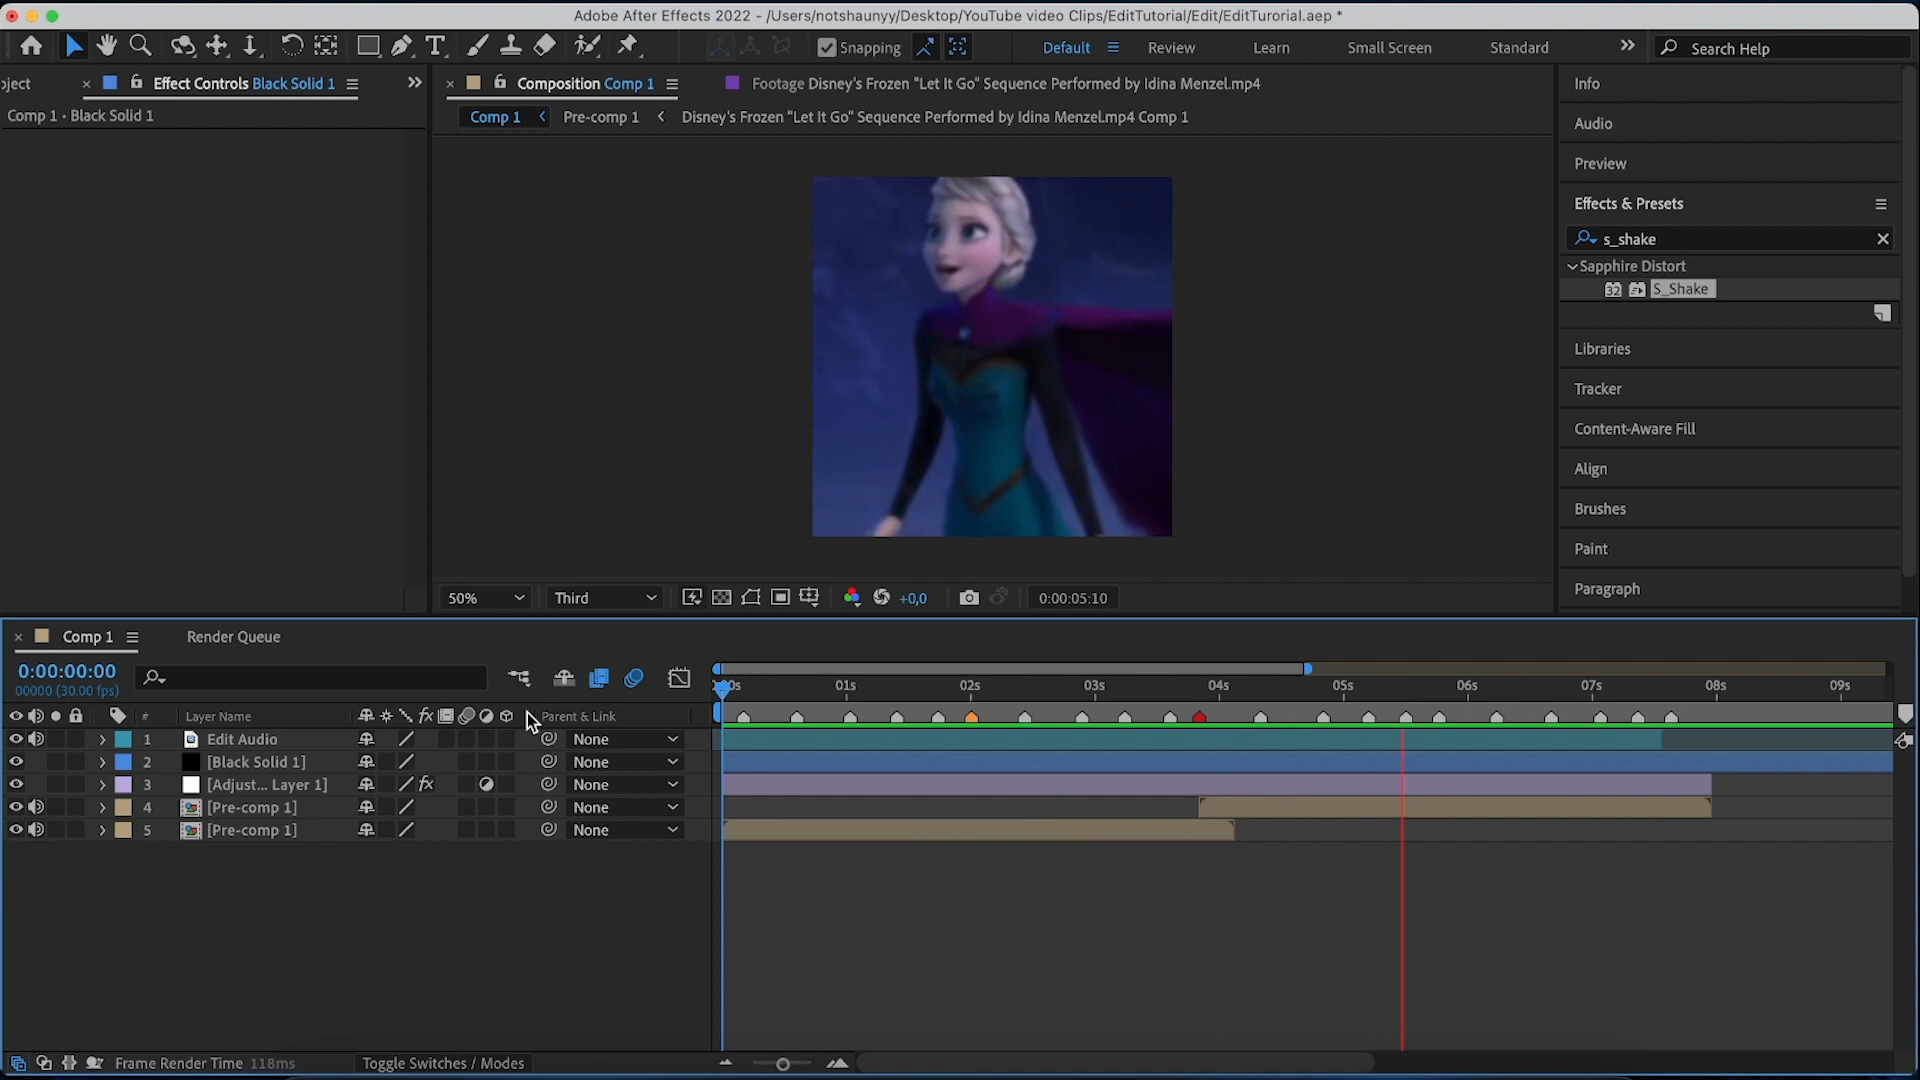 Adobe After Effects 2022 - /Users/notshaunyy/Desktop/YouTube video Clips/EditTutorial/Edit/EditTurorial.aep *
Snapping
Default
Review
Learn
Small Screen
Standard
Search Help
oject
Effect Controls Black Solid 1
Composition Comp 1
Footage Disney's Frozen "Let It Go" Sequence Performed by Idina Menzel.mp4
Comp 1 • Black Solid 1
Comp 1
Pre-comp 1
Disney's Frozen "Let It Go" Sequence Performed by Idina Menzel.mp4 Comp 1
Info
Audio
Preview
Effects & Presets
s_shake
Sapphire Distort
32 S_Shake
Libraries
Tracker
Content-Aware Fill
Align
Brushes
Paint
Paragraph
50%
Third
+0,0
0:00:05:10
Comp 1
Render Queue
0:00:00:00
00000 (30.00 fps)
0s 01s 02s 03s 04s 05s 06s 07s 08s 09s
# Layer Name fx Parent & Link
1 Edit Audio None
2 [Black Solid 1] None
3 [Adjust... Layer 1] fx None
4 [Pre-comp 1] None
5 [Pre-comp 1] None
Frame Render Time 118ms
Toggle Switches / Modes